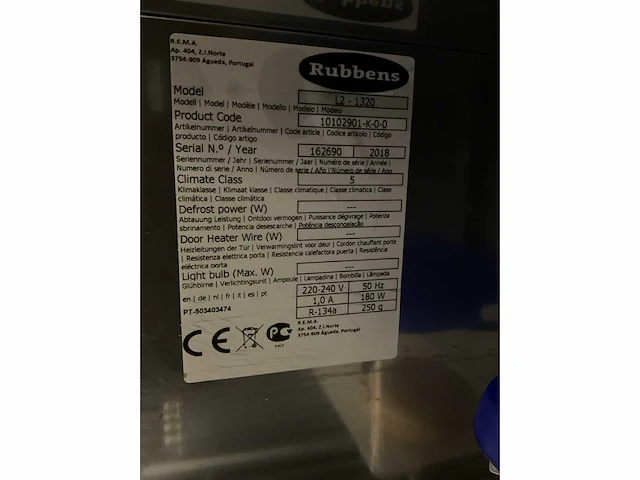 R.E.M.A.
Ap. 404, Z.I.Norte
3754-909 Águeda, Portugal
Rubbens
Model L2 - 1320
Modell | Model | Modèle | Modello | Modelo | Modelo
Product Code 10102901-K-0-0
Artikelnummer | Artikelnummer | Code article | Codice articolo | Código
producto | Código artigo
Serial N.º / Year 162690 2018
Seriennummer / Jahr | Serienummer / Jaar | Numéro de série / Année |
Numero di serie / Anno | Número de serie / Año | Número de série / Ano
Climate Class 5
Klimaklasse | Klimaat klasse | Classe climatique | Classe climatica | Clase
climática | Classe climática
Defrost power (W) ---
Abtauung Leistung | Ontdooi vermogen | Puissance dégivrage | Potenza
sbrinamento | Potencia desescarche | Potência descongelação
Door Heater Wire (W) ---
Heizleitungen der Tür | Verwarmingslint voor deur | Cordon chauffant porte
| Resistenza elettrica porta | Resistencia calefactora puerta | Resistência
eléctrica porta
Light bulb (Max. W) ---
Glühbirne | Verlichtingsunit | Ampoule | Lampadina | Bombilla | Lâmpada
en | de | nl | fr | it | es | pt
220-240 V 50 Hz
1,0 A 180 W
R-134a 250 g
PT-503403474
R.E.M.A.
Ap. 404, Z.I.Norte
3754-909 Águeda, Portugal
CE